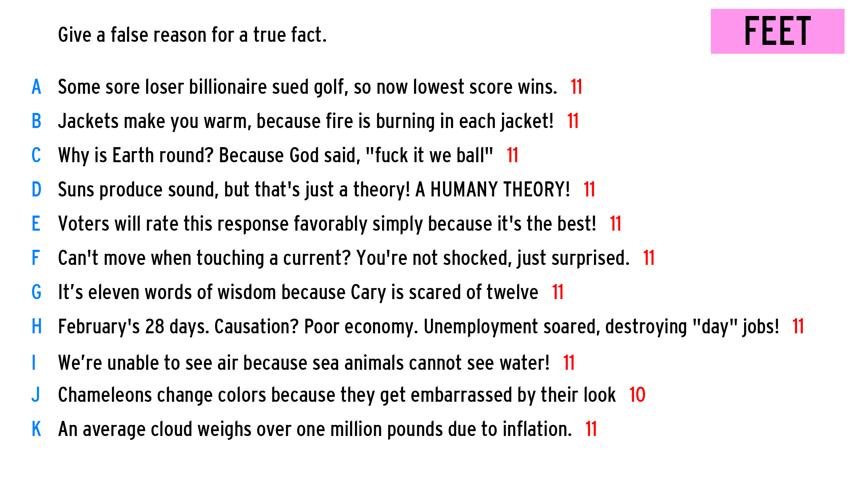 Give a false reason for a true fact.
FEET
A Some sore loser billionaire sued golf, so now lowest score wins. 11
B Jackets make you warm, because fire is burning in each jacket! 11
C Why is Earth round? Because God said, "fuck it we ball" 11
D Suns produce sound, but that's just a theory! A HUMANY THEORY! 11
E Voters will rate this response favorably simply because it's the best! 11
F Can't move when touching a current? You're not shocked, just surprised. 11
G It’s eleven words of wisdom because Cary is scared of twelve 11
H February's 28 days. Causation? Poor economy. Unemployment soared, destroying "day" jobs! 11
I We’re unable to see air because sea animals cannot see water! 11
J Chameleons change colors because they get embarrassed by their look 10
K An average cloud weighs over one million pounds due to inflation. 11